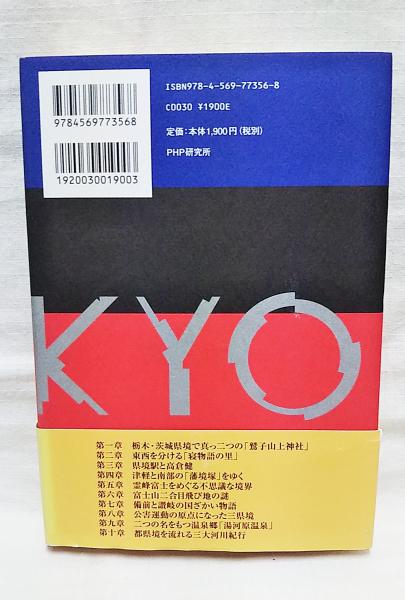 ISBN978-4-569-77356-8
C0030 ¥1900E
定価:本体1,900円(税別)
PHP研究所
9784569773568
1920030019003
KYO
第一章 栃木・茨城県境で真っ二つの「鷲子山上神社」
第二章 東西を分ける「寝物語の里」
第三章 県境駅と高倉健
第四章 津軽と南部の「藩境塚」をゆく
第五章 霊峰富士をめぐる不思議な境界
第六章 富士山二合目飛び地の謎
第七章 備前と讃岐の国ざかい物語
第八章 公害運動の原点になった三県境
第九章 二つの名をもつ温泉郷「湯河原温泉」
第十章 都県境を流れる三大河川紀行